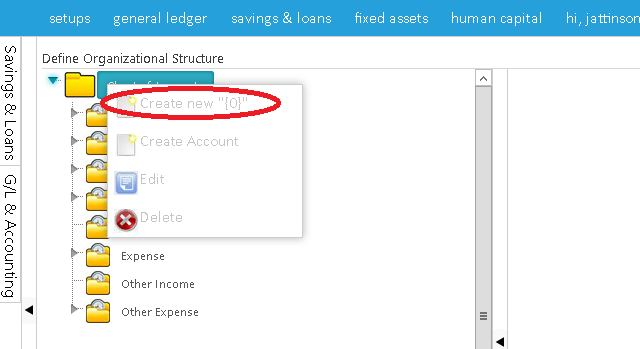 setups general ledger savings & loans fixed assets human capital hi, jattinson
Savings & Loans
G/L & Accounting
Define Organizational Structure
Create new "{0}"
Create Account
Edit
Delete
Expense
Other Income
Other Expense